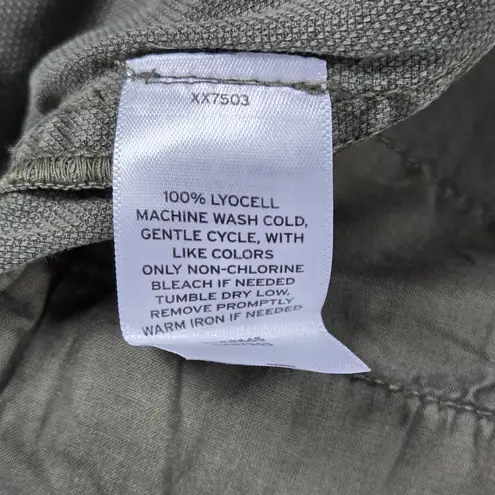 XX7503
100% LYOCELL
MACHINE WASH COLD,
GENTLE CYCLE, WITH
LIKE COLORS
ONLY NON-CHLORINE
BLEACH IF NEEDED
TUMBLE DRY LOW,
REMOVE PROMPTLY
WARM IRON IF NEEDED